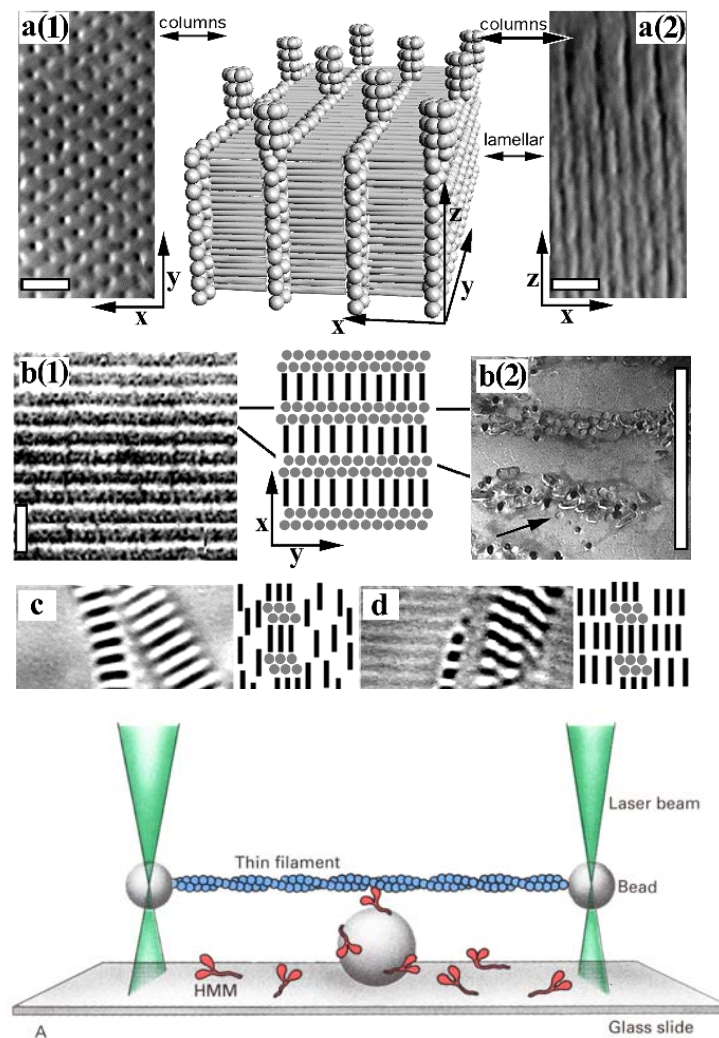 a(1)
columns
columns
a(2)
lamellar
z
y
x
y
x
z
x
b(1)
b(2)
x
y
c
d
Laser beam
Thin filament
Bead
HMM
A
Glass slide